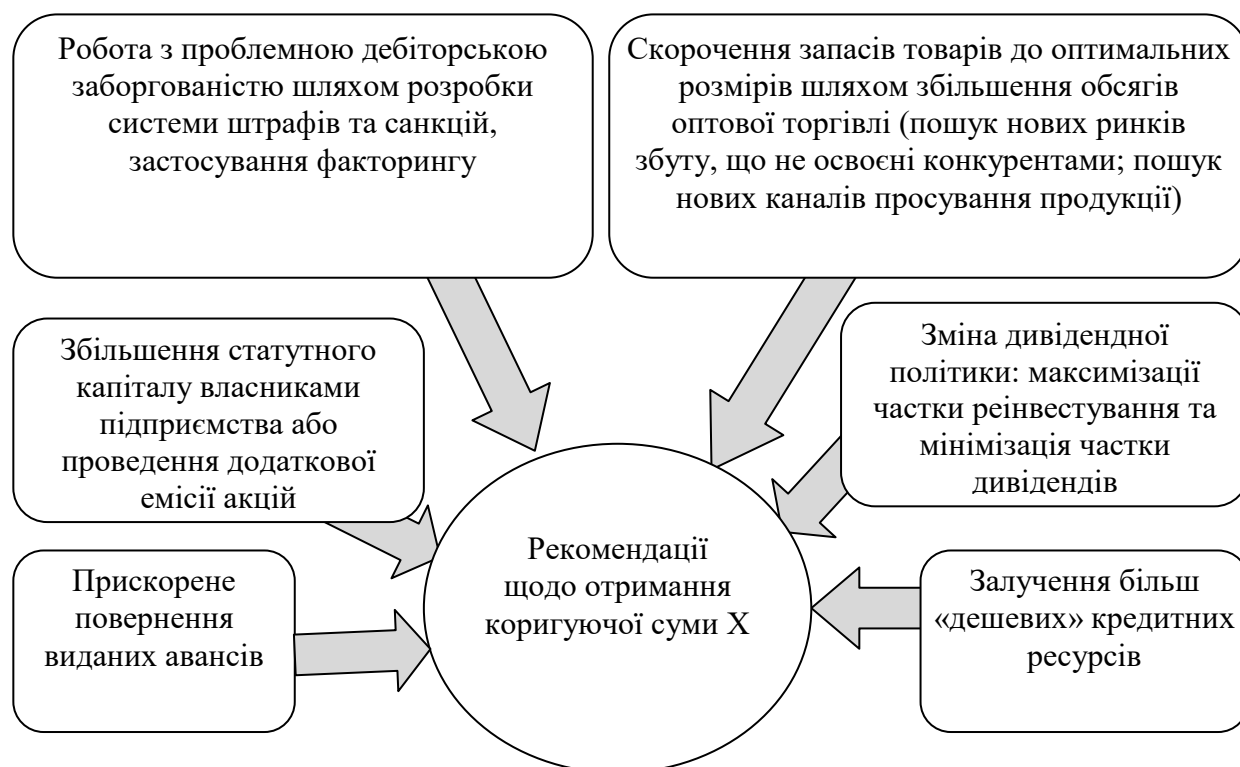 Робота з проблемною дебіторською
заборгованістю шляхом розробки
системи штрафів та санкцій,
застосування факторингу
Скорочення запасів товарів до оптимальних
розмірів шляхом збільшення обсягів
оптової торгівлі (пошук нових ринків
збуту, що не освоєні конкурентами; пошук
нових каналів просування продукції)
Збільшення статутного
капіталу власниками
підприємства або
проведення додаткової
емісії акцій
Зміна дивідендної
політики: максимізації
частки реінвестування та
мінімізація частки
дивідендів
Рекомендації
щодо отримання
коригуючої суми Х
Прискорене
повернення
виданих авансів
Залучення більш
«дешевих» кредитних
ресурсів